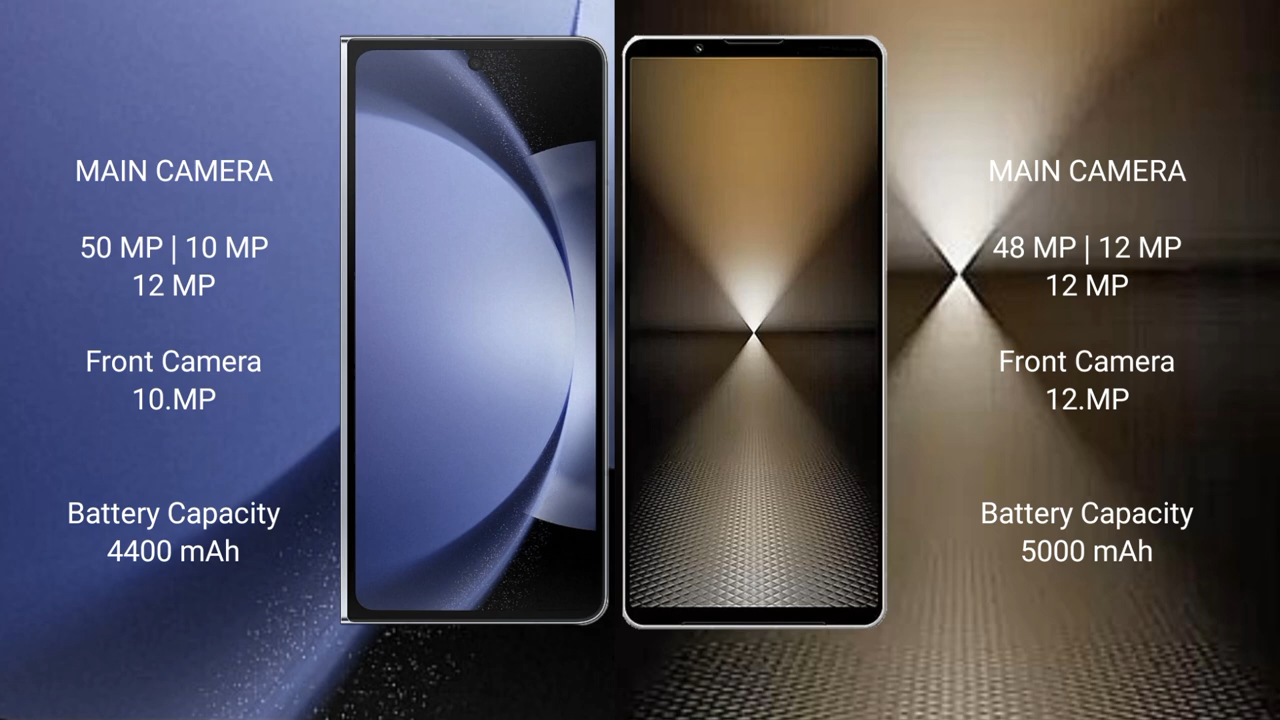 MAIN CAMERA
50 MP | 10 MP
12 MP
Front Camera
10.MP
Battery Capacity
4400 mAh
MAIN CAMERA
48 MP | 12 MP
12 MP
Front Camera
12.MP
Battery Capacity
5000 mAh